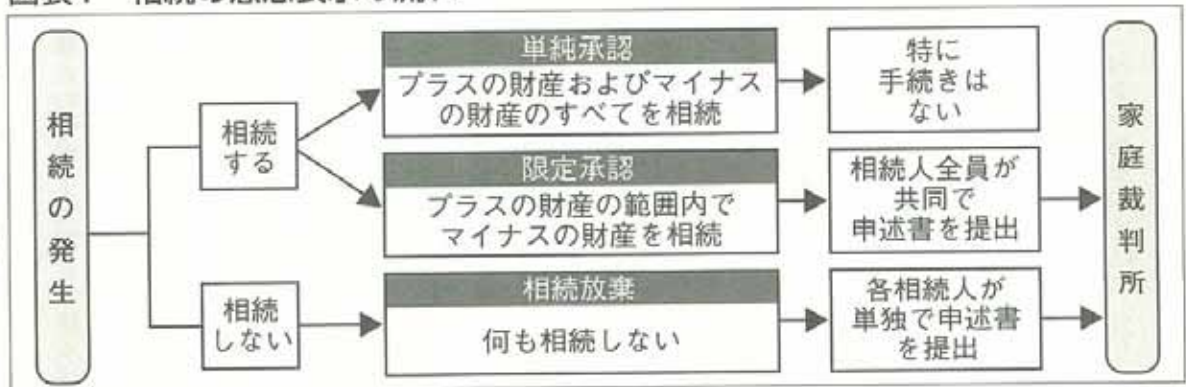 相続の発生
相続
する
単純承認
プラスの財産およびマイナス
の財産のすべてを相続
特に
手続きは
ない
限定承認
プラスの財産の範囲内で
マイナスの財産を相続
相続人全員が
共同で
申述書を提出
相続
しない
相続放棄
何も相続しない
各相続人が
単独で申述書
を提出
家庭裁判所